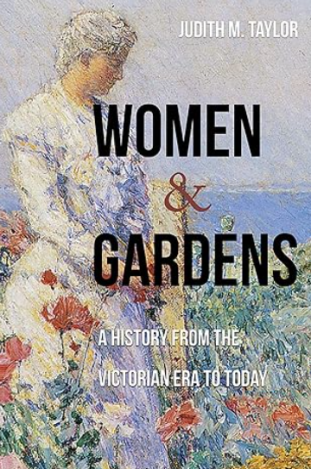 JUDITH M. TAYLOR
WOMEN
&
GARDENS
A HISTORY FROM THE
VICTORIAN ERA TO TODAY